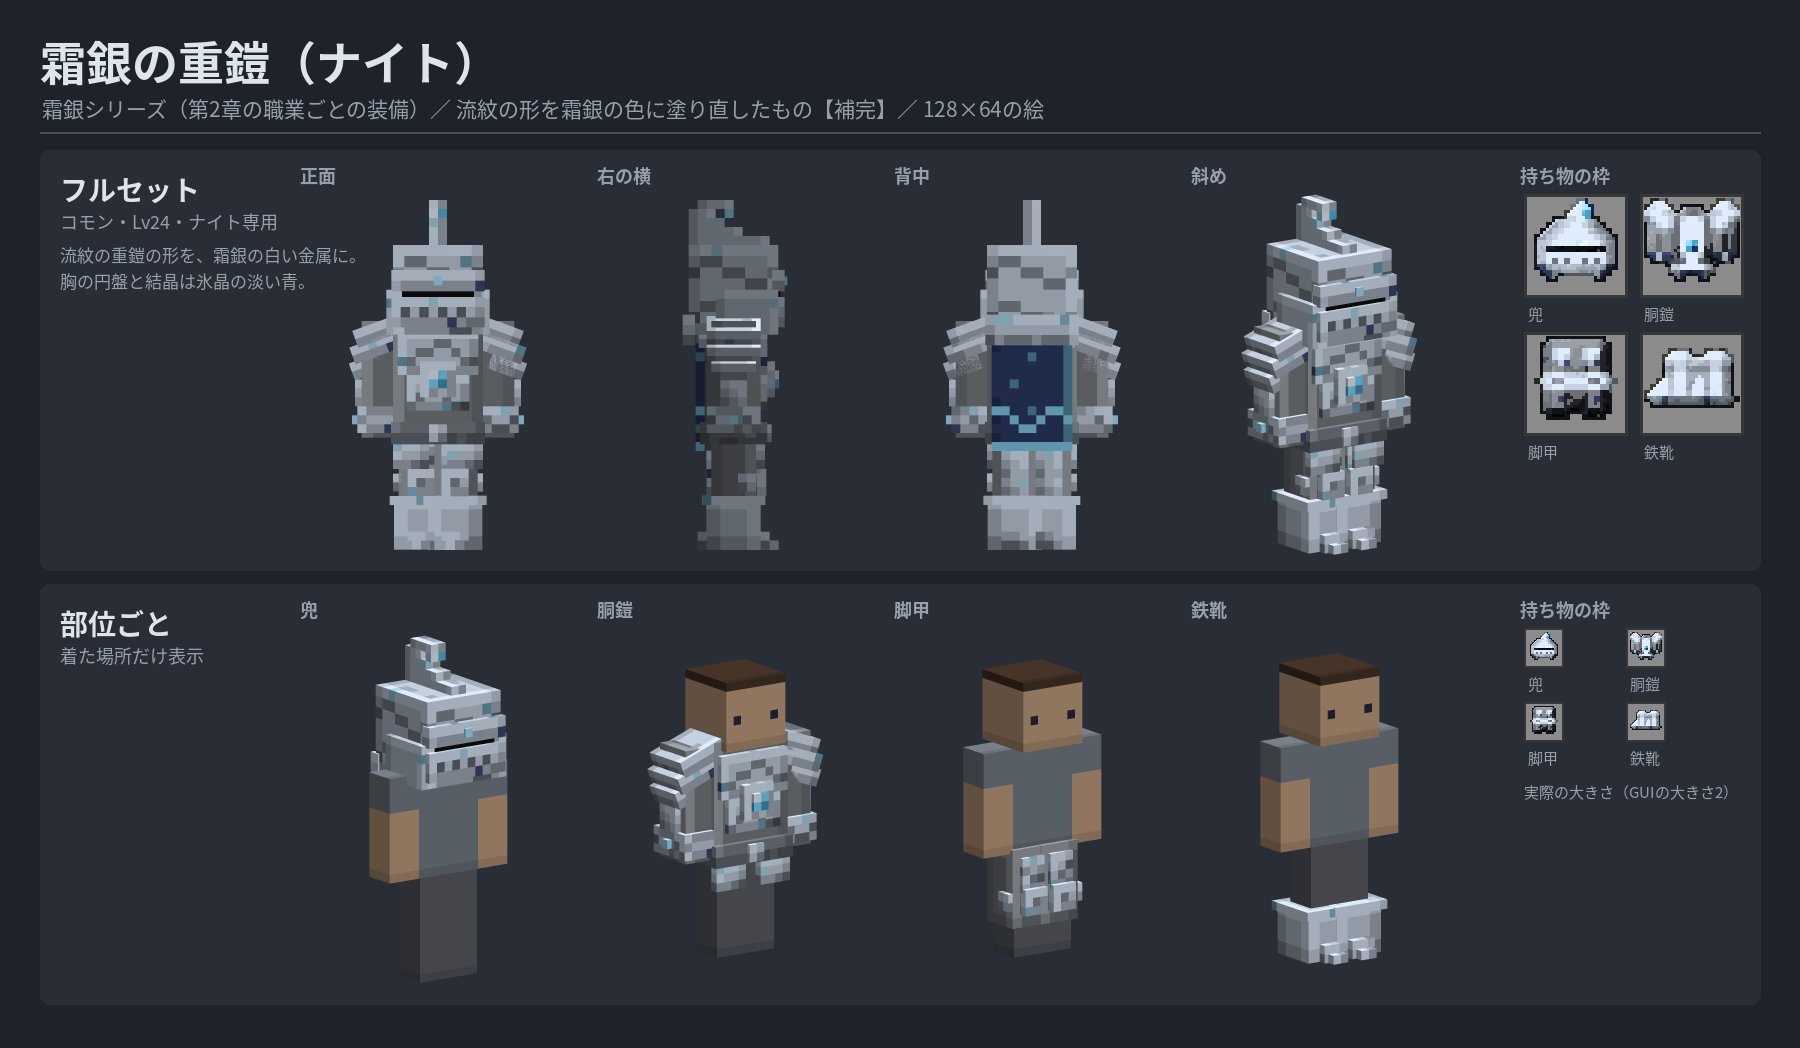 霜銀の重鎧（ナイト）
霜銀シリーズ（第2章の職業ごとの装備）／ 流紋の形を霜銀の色に塗り直したもの【補完】／ 128×64の絵
フルセット
コモン・Lv24・ナイト専用
流紋の重鎧の形を、霜銀の白い金属に。
胸の円盤と結晶は氷晶の淡い青。
正面
右の横
背中
斜め
持ち物の枠
兜
胴鎧
脚甲
鉄靴
部位ごと
着た場所だけ表示
兜
胴鎧
脚甲
鉄靴
持ち物の枠
兜
胴鎧
脚甲
鉄靴
実際の大きさ（GUIの大きさ2）